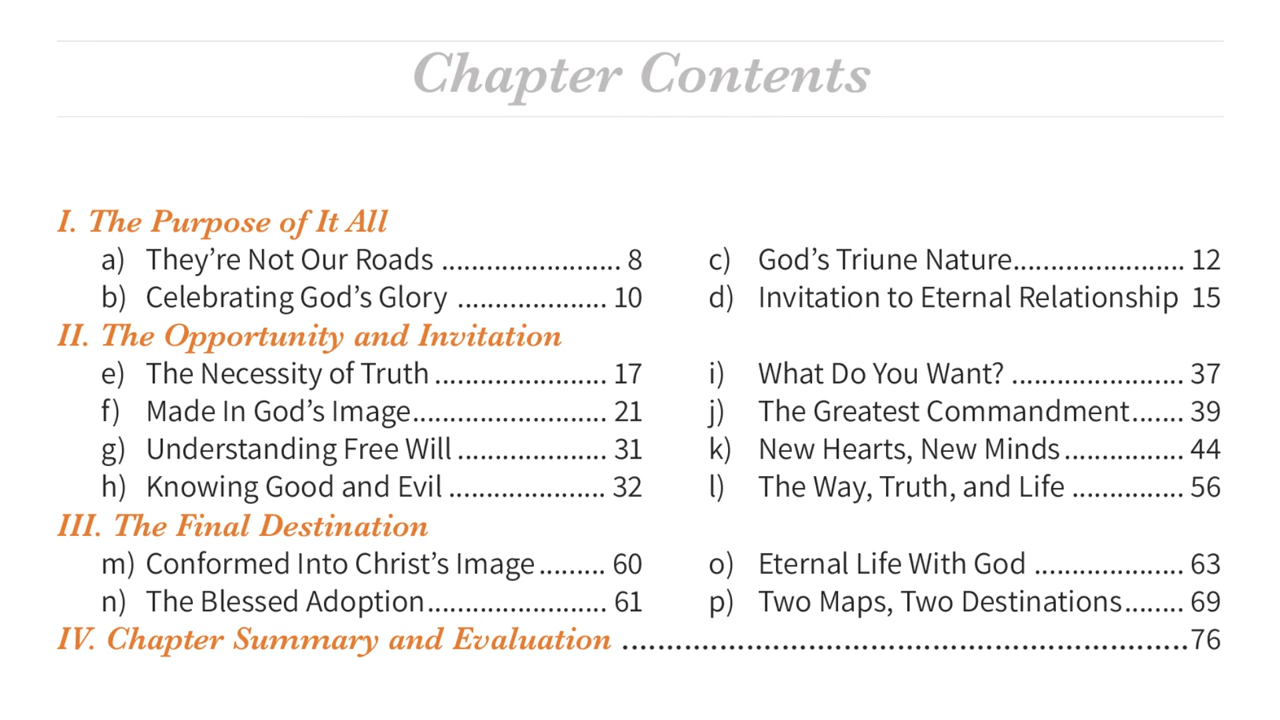 Chapter Contents
I. The Purpose of It All
a) They’re Not Our Roads ........................ 8
b) Celebrating God’s Glory .................... 10
c) God’s Triune Nature....................... 12
d) Invitation to Eternal Relationship 15
II. The Opportunity and Invitation
e) The Necessity of Truth ....................... 17
f) Made In God’s Image.......................... 21
g) Understanding Free Will .................... 31
h) Knowing Good and Evil ..................... 32
i) What Do You Want? ....................... 37
j) The Greatest Commandment....... 39
k) New Hearts, New Minds ................ 44
l) The Way, Truth, and Life ............... 56
III. The Final Destination
m) Conformed Into Christ’s Image ......... 60
n) The Blessed Adoption........................ 61
o) Eternal Life With God .................... 63
p) Two Maps, Two Destinations........ 69
IV. Chapter Summary and Evaluation ................................................................76